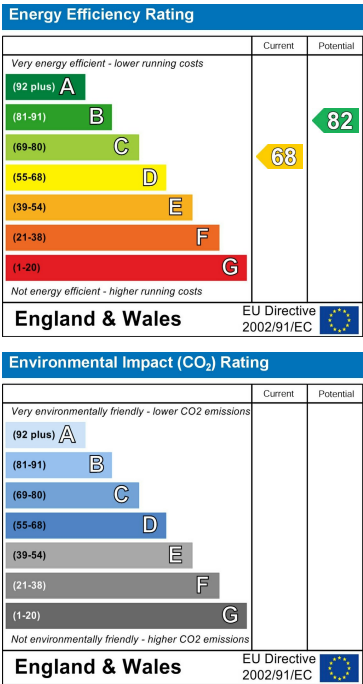 Energy Efficiency Rating
Current Potential
Very energy efficient - lower running costs
(92 plus) A
(81-91) B
82
(69-80) C
68
(55-68) D
(39-54) E
(21-38) F
(1-20) G
Not energy efficient - higher running costs
England & Wales
EU Directive
2002/91/EC
Environmental Impact (CO₂) Rating
Current Potential
Very environmentally friendly - lower CO2 emissions
(92 plus) A
(81-91) B
(69-80) C
(55-68) D
(39-54) E
(21-38) F
(1-20) G
Not environmentally friendly - higher CO2 emissions
England & Wales
EU Directive
2002/91/EC